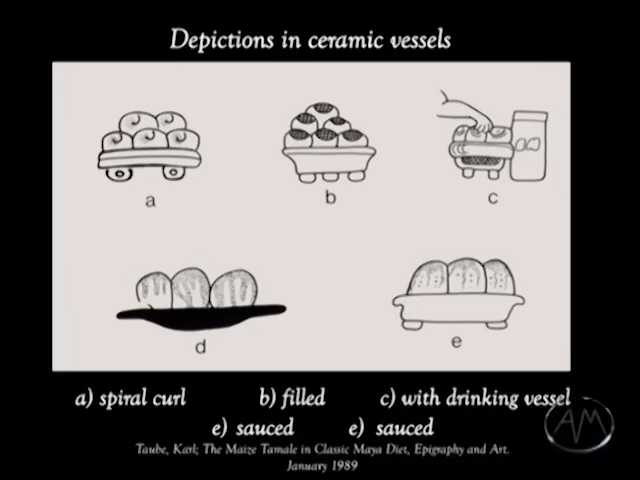 Depictions in ceramic vessels
a b c
d e
a) spiral curl b) filled c) with drinking vessel
e) sauced e) sauced
Taube, Karl; The Maize Tamale in Classic Maya Diet, Epigraphy and Art.
January 1989
AM